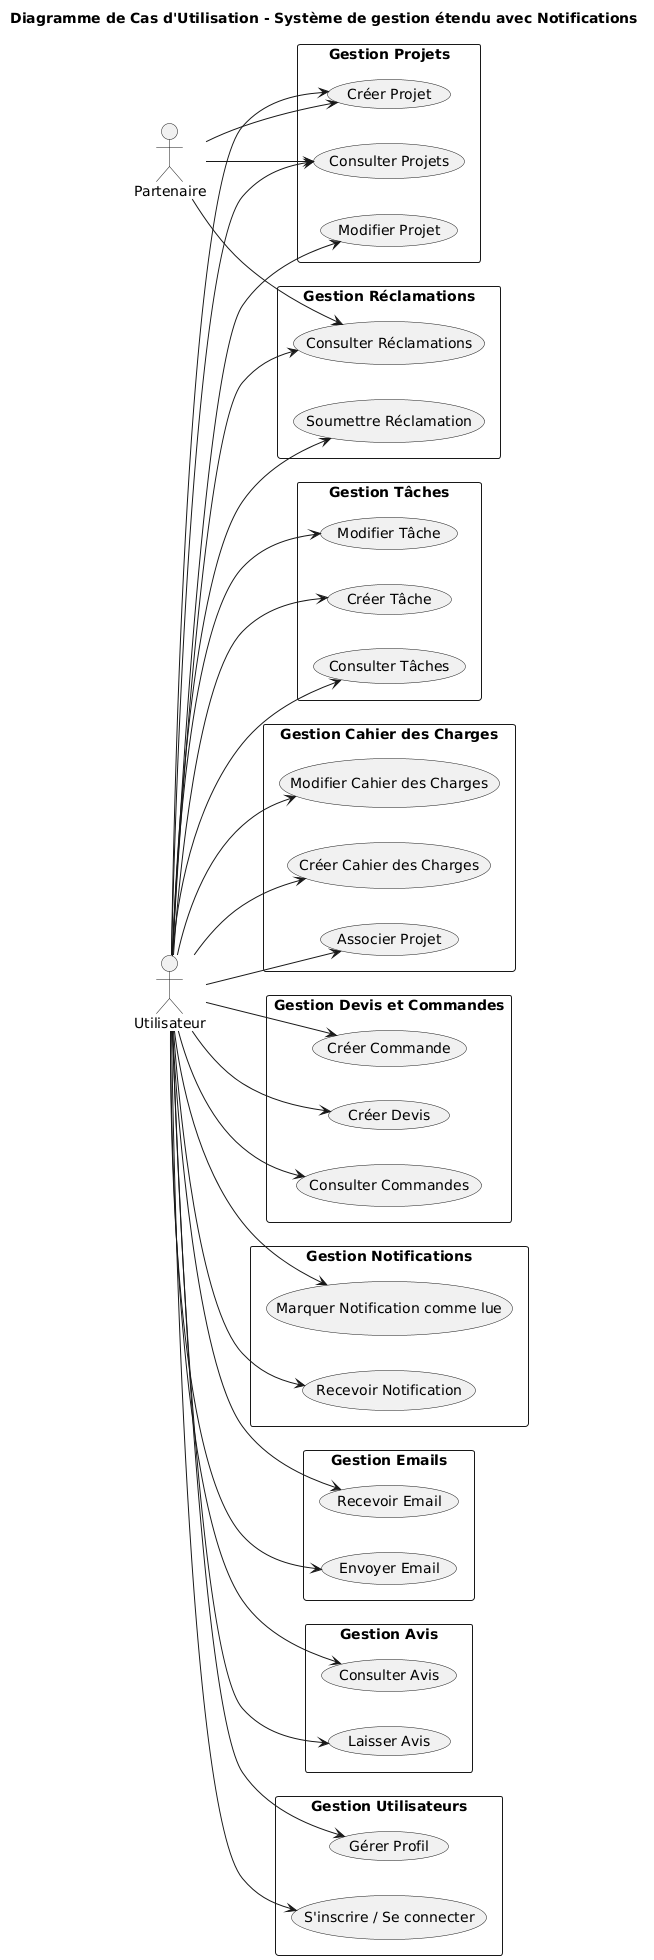 Diagramme de Cas d'Utilisation - Système de gestion étendu avec Notifications
Gestion Projets
Créer Projet
Consulter Projets
Modifier Projet
Partenaire
Gestion Réclamations
Consulter Réclamations
Soumettre Réclamation
Gestion Tâches
Modifier Tâche
Créer Tâche
Consulter Tâches
Gestion Cahier des Charges
Modifier Cahier des Charges
Créer Cahier des Charges
Associer Projet
Utilisateur
Gestion Devis et Commandes
Créer Commande
Créer Devis
Consulter Commandes
Gestion Notifications
Marquer Notification comme lue
Recevoir Notification
Gestion Emails
Recevoir Email
Envoyer Email
Gestion Avis
Consulter Avis
Laisser Avis
Gestion Utilisateurs
Gérer Profil
S'inscrire / Se connecter